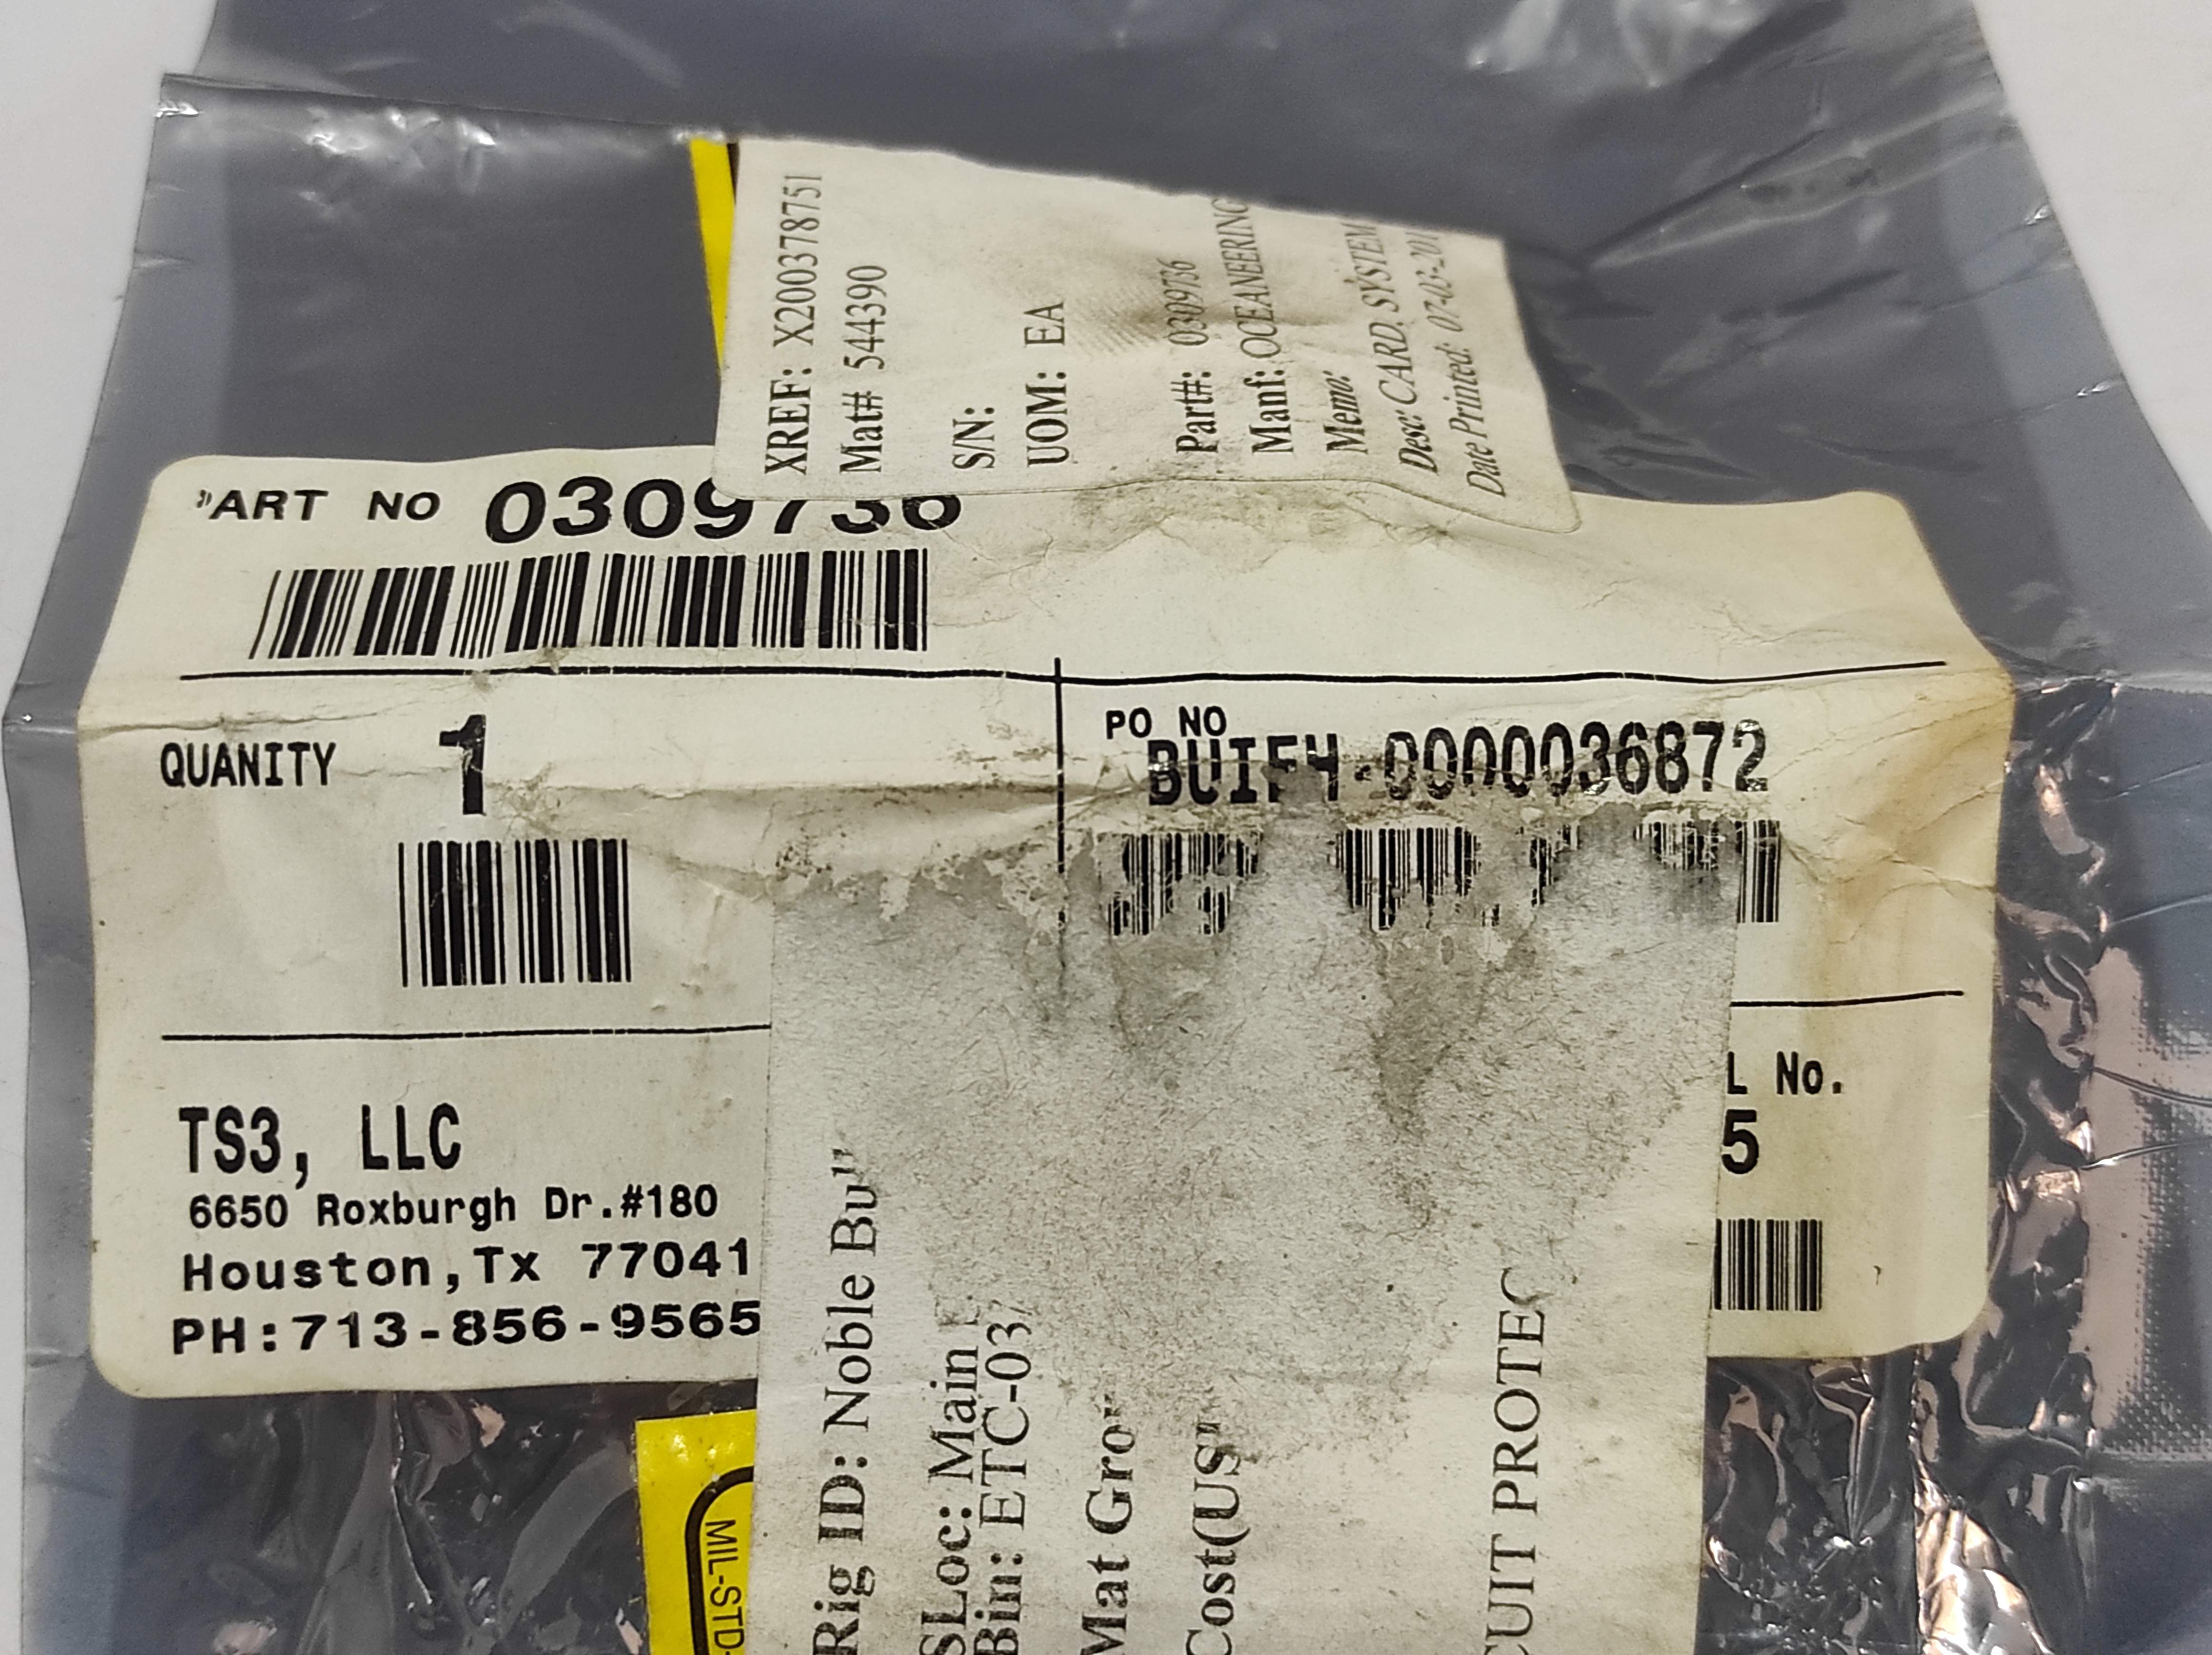 XREF: X200378751
Mat# 544390
S/N:
UOM: EA
Part#: 0309736
Manf: OCEANEERING
Memo:
Desc: CARD, SYSTEM
Date Printed: 07-03-201
ART NO 0309736
QUANITY 1
PO NO
BUIFH-0000036872
L No.
5
TS3, LLC
6650 Roxburgh Dr.#180
Houston,Tx 77041
PH:713-856-9565
Rig ID: Noble Bu
SLoc: Main
Bin: ETC-03
Mat Gro
Cost(US
CUIT PROTEC
MIL-STD-